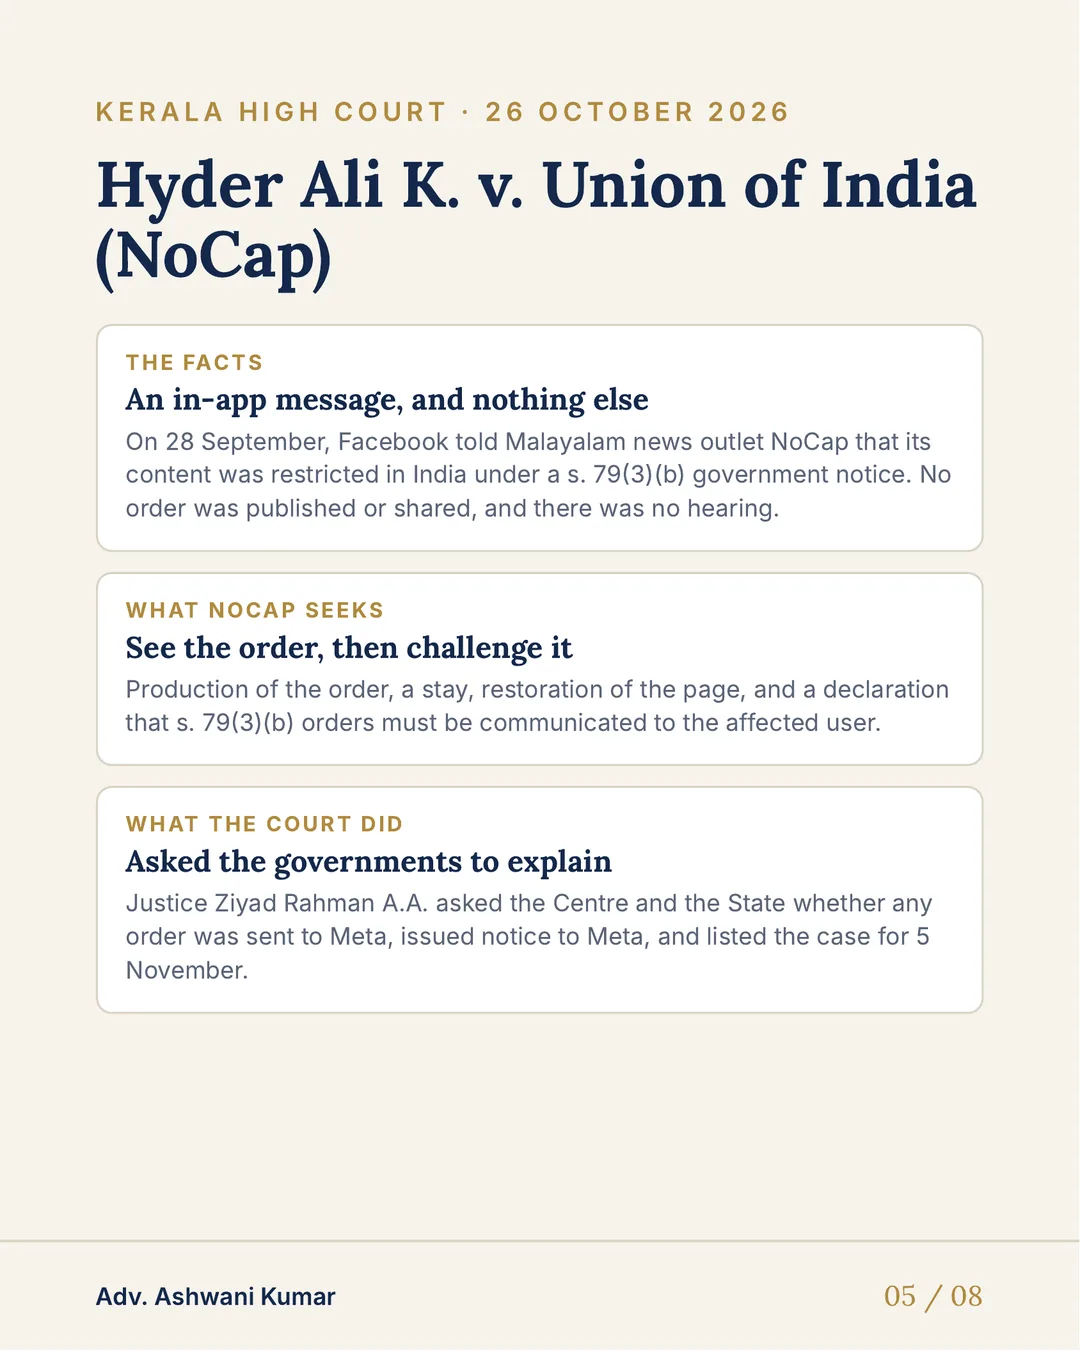 KERALA HIGH COURT · 26 OCTOBER 2026
Hyder Ali K. v. Union of India
(NoCap)
THE FACTS
An in-app message, and nothing else
On 28 September, Facebook told Malayalam news outlet NoCap that its
content was restricted in India under a s. 79(3)(b) government notice. No
order was published or shared, and there was no hearing.
WHAT NOCAP SEEKS
See the order, then challenge it
Production of the order, a stay, restoration of the page, and a declaration
that s. 79(3)(b) orders must be communicated to the affected user.
WHAT THE COURT DID
Asked the governments to explain
Justice Ziyad Rahman A.A. asked the Centre and the State whether any
order was sent to Meta, issued notice to Meta, and listed the case for 5
November.
Adv. Ashwani Kumar
05 / 08